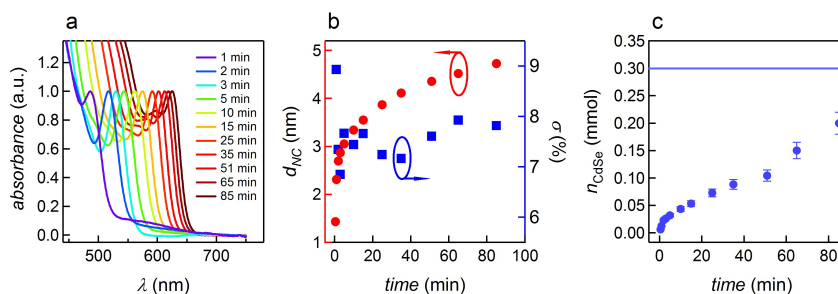 a
absorbance (a.u.)
1.2
1.0
0.8
0.6
0.4
0.2
0.0
1 min
2 min
3 min
5 min
10 min
15 min
25 min
35 min
51 min
65 min
85 min
500
600
700
λ (nm)
b
d_NC (nm)
5
4
3
2
1
0
20
40
60
80
100
time (min)
9
8
7
6
σ (%)
c
n_CdSe (mmol)
0.30
0.25
0.20
0.15
0.10
0.05
0.00
0
20
40
60
80
time (min)